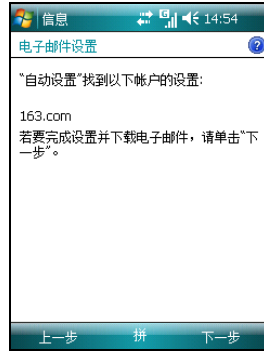 信息 G 14:54
电子邮件设置 ?
“自动设置”找到以下帐户的设置:
163.com
若要完成设置并下载电子邮件，请单击“下
一步”。
上一步 拼 下一步